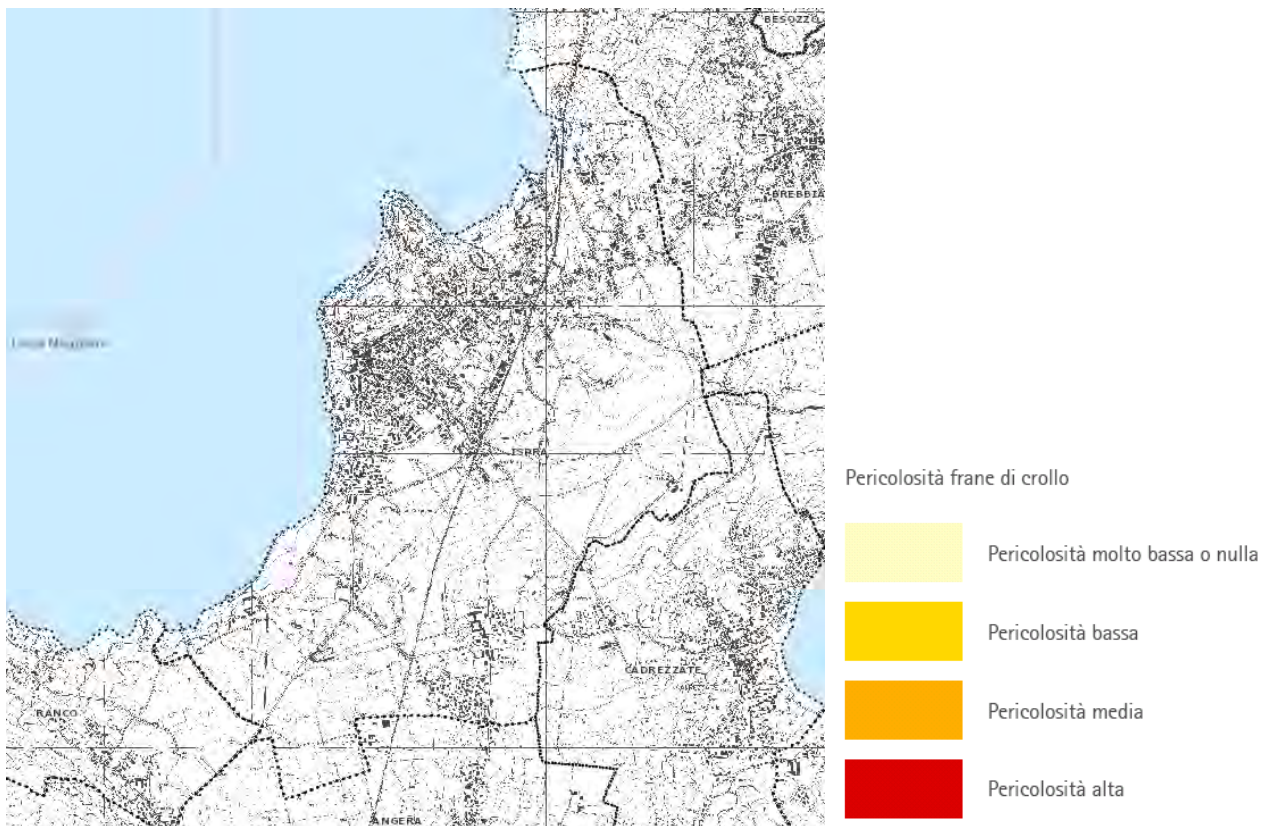 BESOZZO
BREBBIA
Lago Maggiore
ISPRA
CADREZZATE
RANCO
ANGERA
Pericolosità frane di crollo
Pericolosità molto bassa o nulla
Pericolosità bassa
Pericolosità media
Pericolosità alta